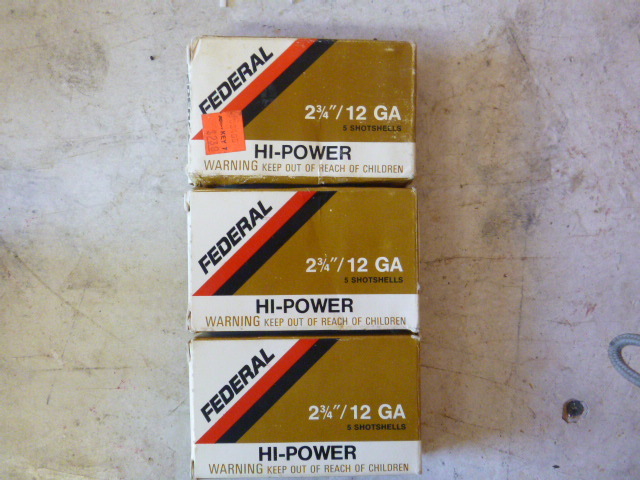 FEDERAL
2¾"/12 GA
5 SHOTSHELLS
KEY T
HI-POWER
WARNING KEEP OUT OF REACH OF CHILDREN
FEDERAL
2¾"/12 GA
5 SHOTSHELLS
HI-POWER
WARNING KEEP OUT OF REACH OF CHILDREN
FEDERAL
2¾"/12 GA
5 SHOTSHELLS
HI-POWER
WARNING KEEP OUT OF REACH OF CHILDREN